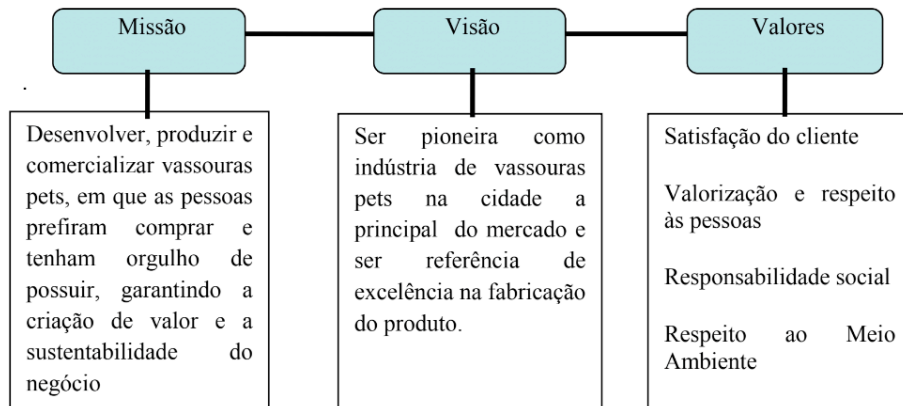 Missão
Visão
Valores
.
Desenvolver, produzir e
comercializar vassouras
pets, em que as pessoas
prefiram comprar e
tenham orgulho de
possuir, garantindo a
criação de valor e a
sustentabilidade do
negócio
Ser pioneira como
indústria de vassouras
pets na cidade a
principal do mercado e
ser referência de
excelência na fabricação
do produto.
Satisfação do cliente
Valorização e respeito
às pessoas
Responsabilidade social
Respeito ao Meio
Ambiente